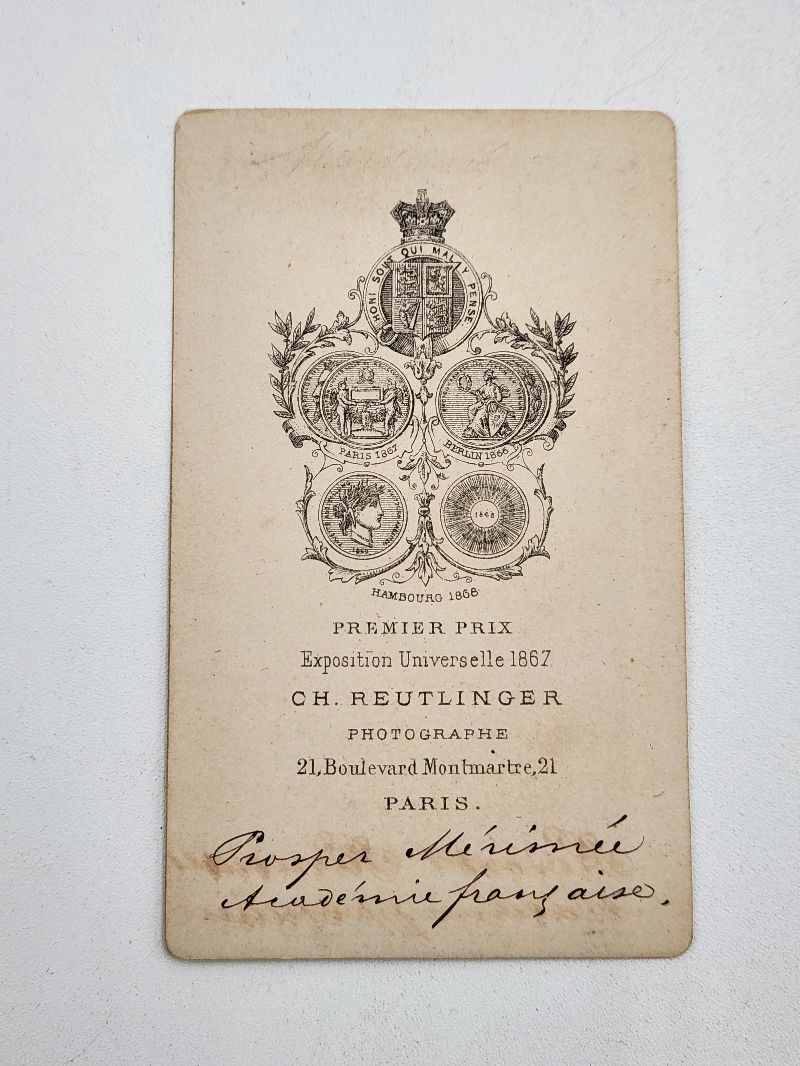 HONI SOIT QUI MAL Y PENSE
PARIS 1867
BERLIN 1866
1868
HAMBOURG 1868
PREMIER PRIX
Exposition Universelle 1867
CH. REUTLINGER
PHOTOGRAPHE
21, Boulevard Montmartre, 21
PARIS.
Prosper Mérimée
Académie française.